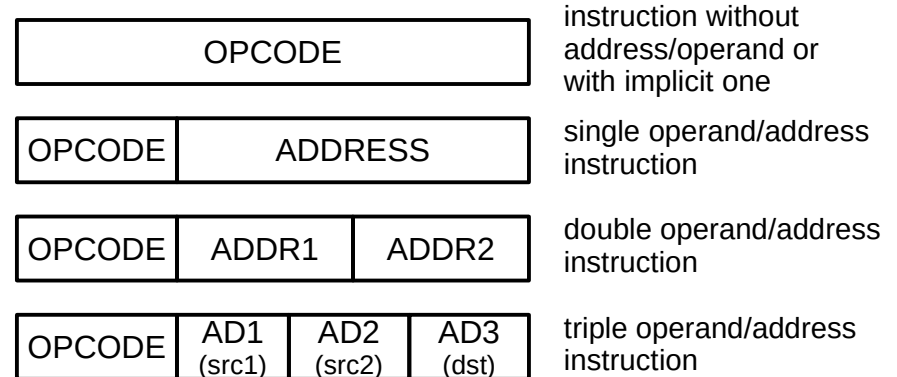 OPCODE
instruction without
address/operand or
with implicit one
OPCODE ADDRESS
single operand/address
instruction
OPCODE ADDR1 ADDR2
double operand/address
instruction
OPCODE AD1 (src1) AD2 (src2) AD3 (dst)
triple operand/address
instruction